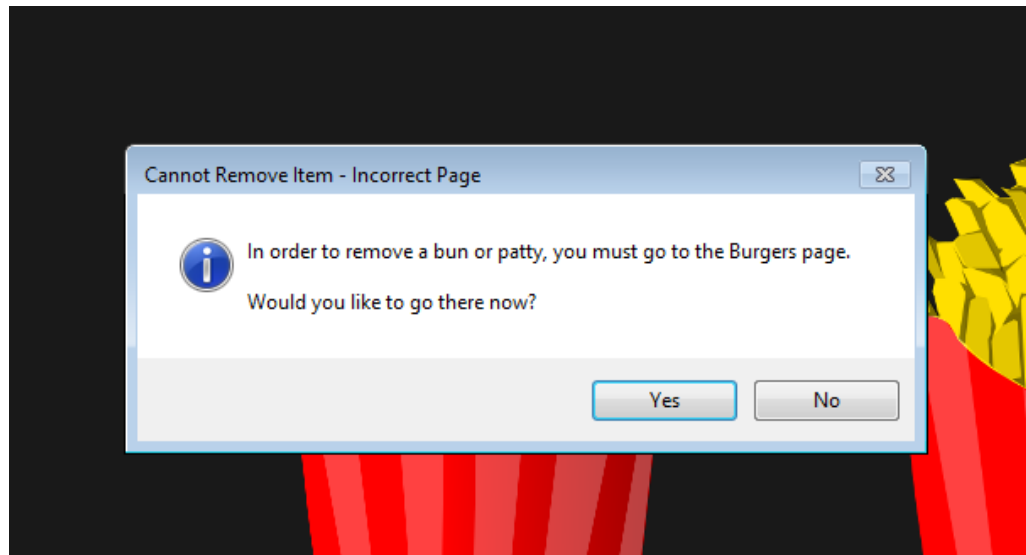 Cannot Remove Item - Incorrect Page
In order to remove a bun or patty, you must go to the Burgers page.
Would you like to go there now?
Yes
No